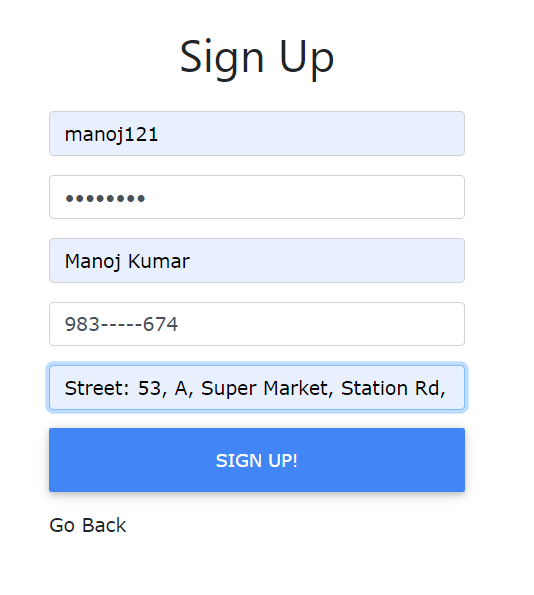 Sign Up
manoj121
••••••••
Manoj Kumar
983-----674
Street: 53, A, Super Market, Station Rd,
SIGN UP!
Go Back